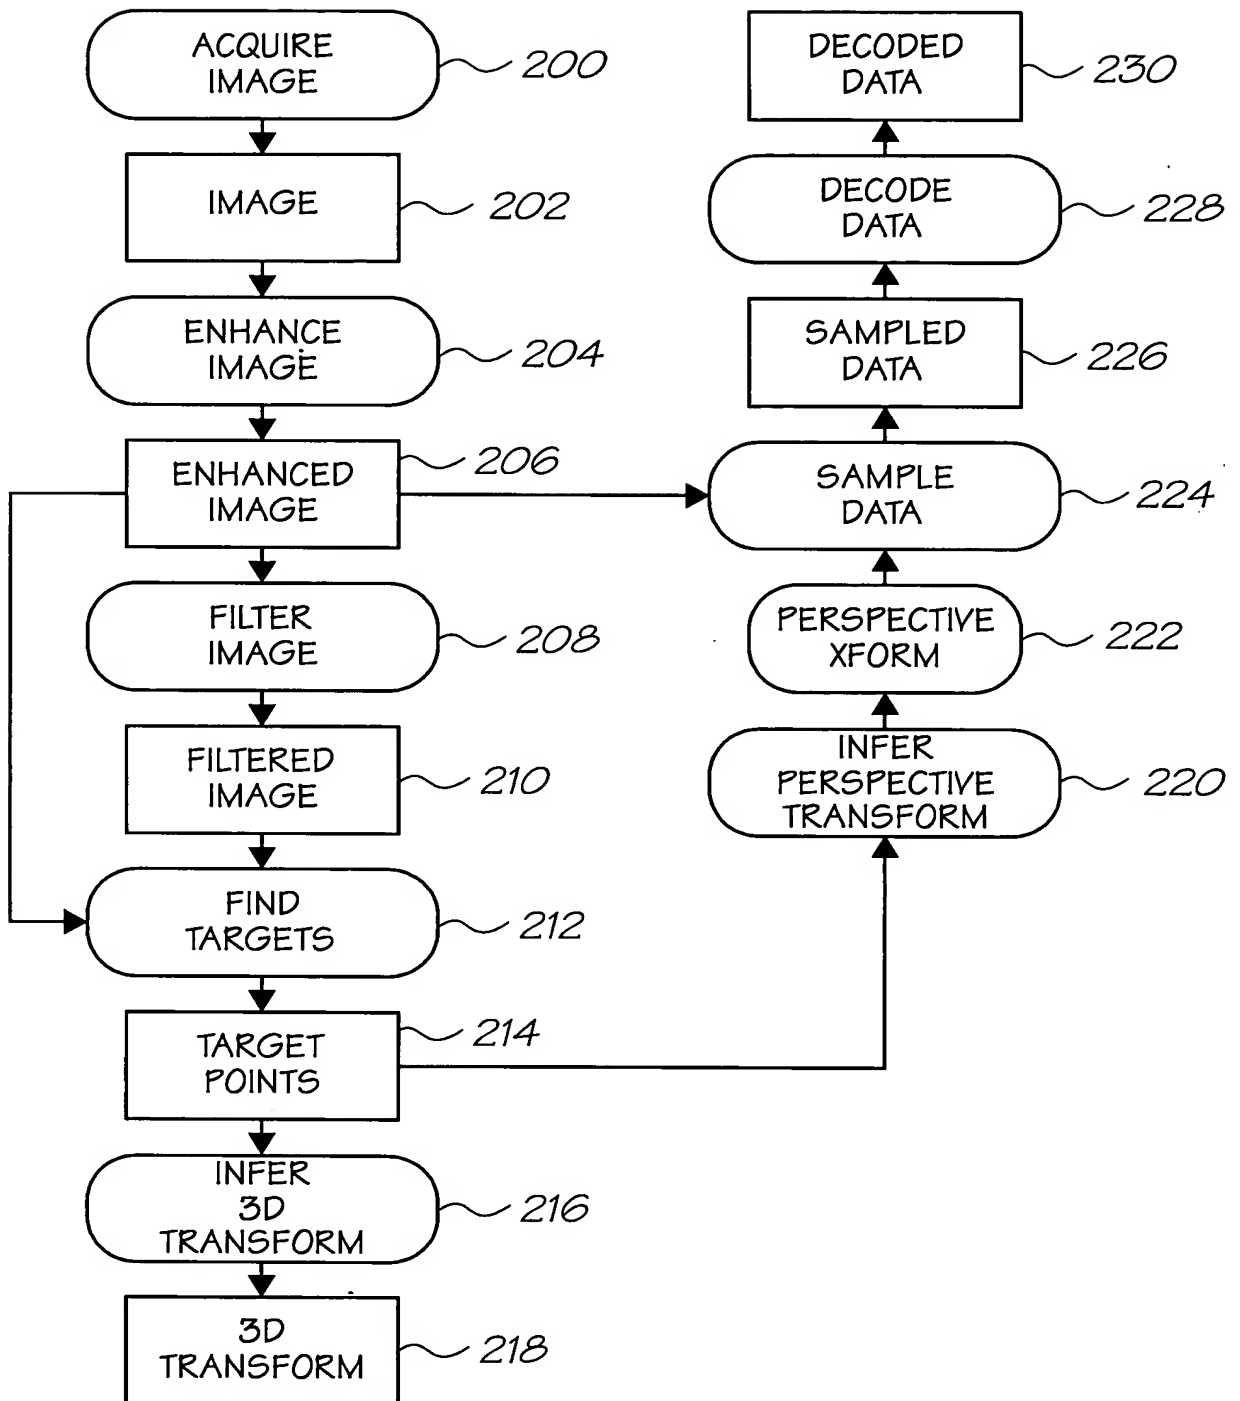 ACQUIRE
IMAGE
200
IMAGE
202
ENHANCE
IMAGE
204
ENHANCED
IMAGE
206
FILTER
IMAGE
208
FILTERED
IMAGE
210
FIND
TARGETS
212
TARGET
POINTS
214
INFER
3D
TRANSFORM
216
3D
TRANSFORM
218
DECODED
DATA
230
DECODE
DATA
228
SAMPLED
DATA
226
SAMPLE
DATA
224
PERSPECTIVE
XFORM
222
INFER
PERSPECTIVE
TRANSFORM
220